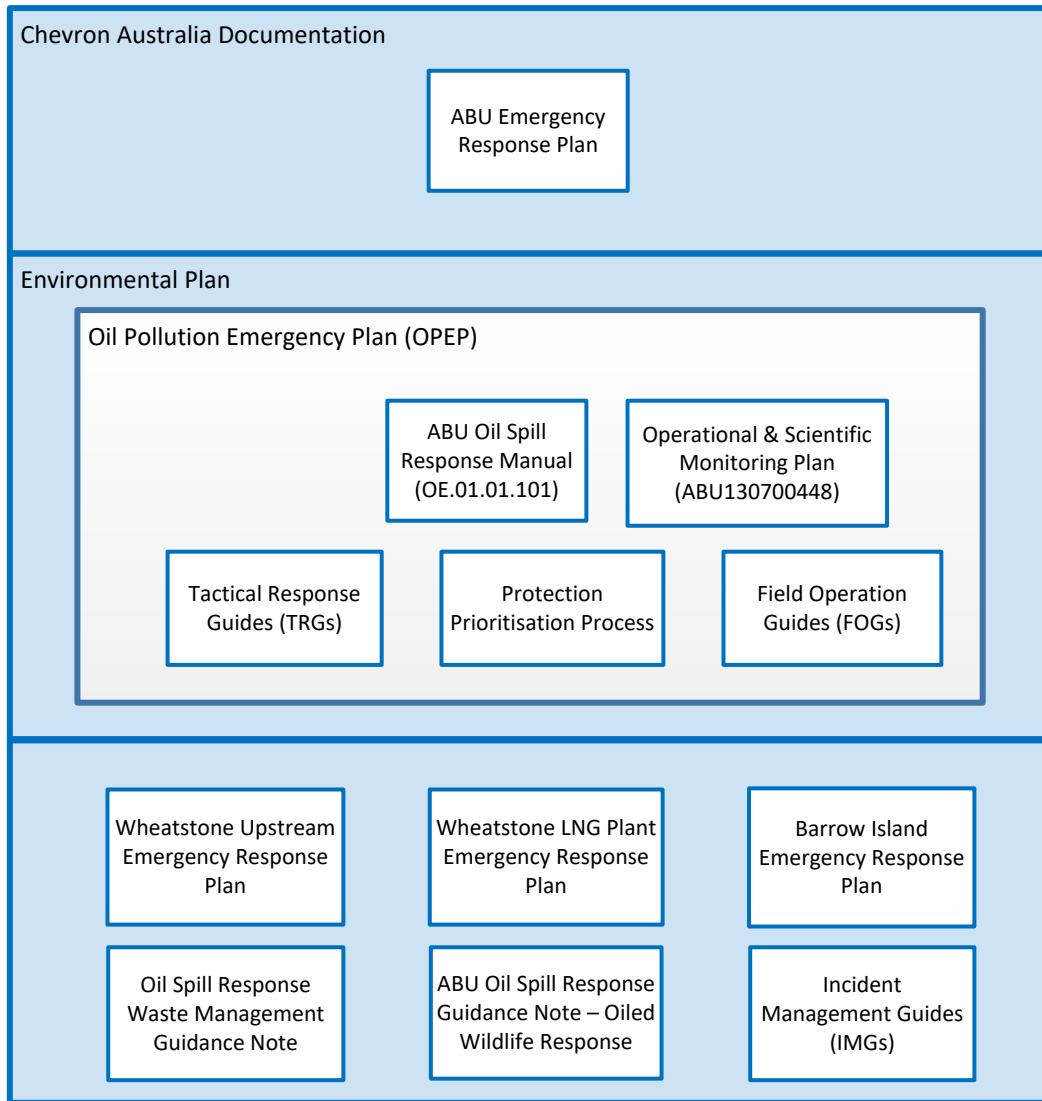 Chevron Australia Documentation
ABU Emergency
Response Plan
Environmental Plan
Oil Pollution Emergency Plan (OPEP)
ABU Oil Spill
Response Manual
(OE.01.01.101)
Operational & Scientific
Monitoring Plan
(ABU130700448)
Tactical Response
Guides (TRGs)
Protection
Prioritisation Process
Field Operation
Guides (FOGs)
Wheatstone Upstream
Emergency Response
Plan
Wheatstone LNG Plant
Emergency Response
Plan
Barrow Island
Emergency Response
Plan
Oil Spill Response
Waste Management
Guidance Note
ABU Oil Spill Response
Guidance Note – Oiled
Wildlife Response
Incident
Management Guides
(IMGs)